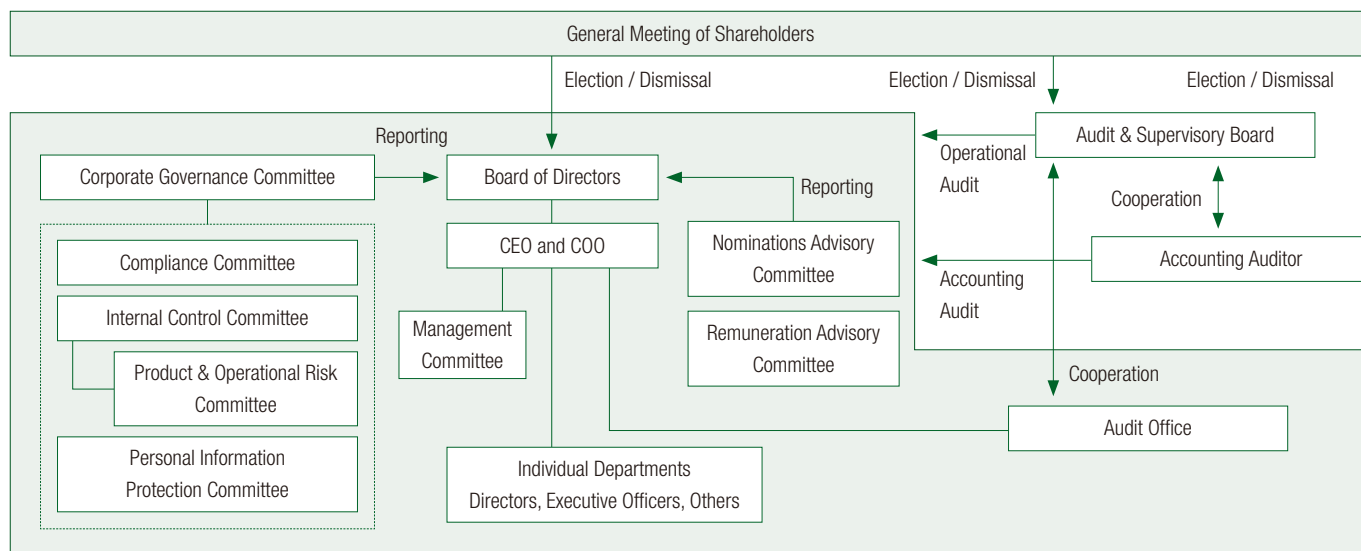 General Meeting of Shareholders
Election / Dismissal
Election / Dismissal
Election / Dismissal
Reporting
Corporate Governance Committee
Board of Directors
Reporting
Audit & Supervisory Board
Operational
Audit
Cooperation
Compliance Committee
CEO and COO
Nominations Advisory
Committee
Accounting Auditor
Accounting
Audit
Internal Control Committee
Management
Committee
Remuneration Advisory
Committee
Product & Operational Risk
Committee
Cooperation
Audit Office
Personal Information
Protection Committee
Individual Departments
Directors, Executive Officers, Others